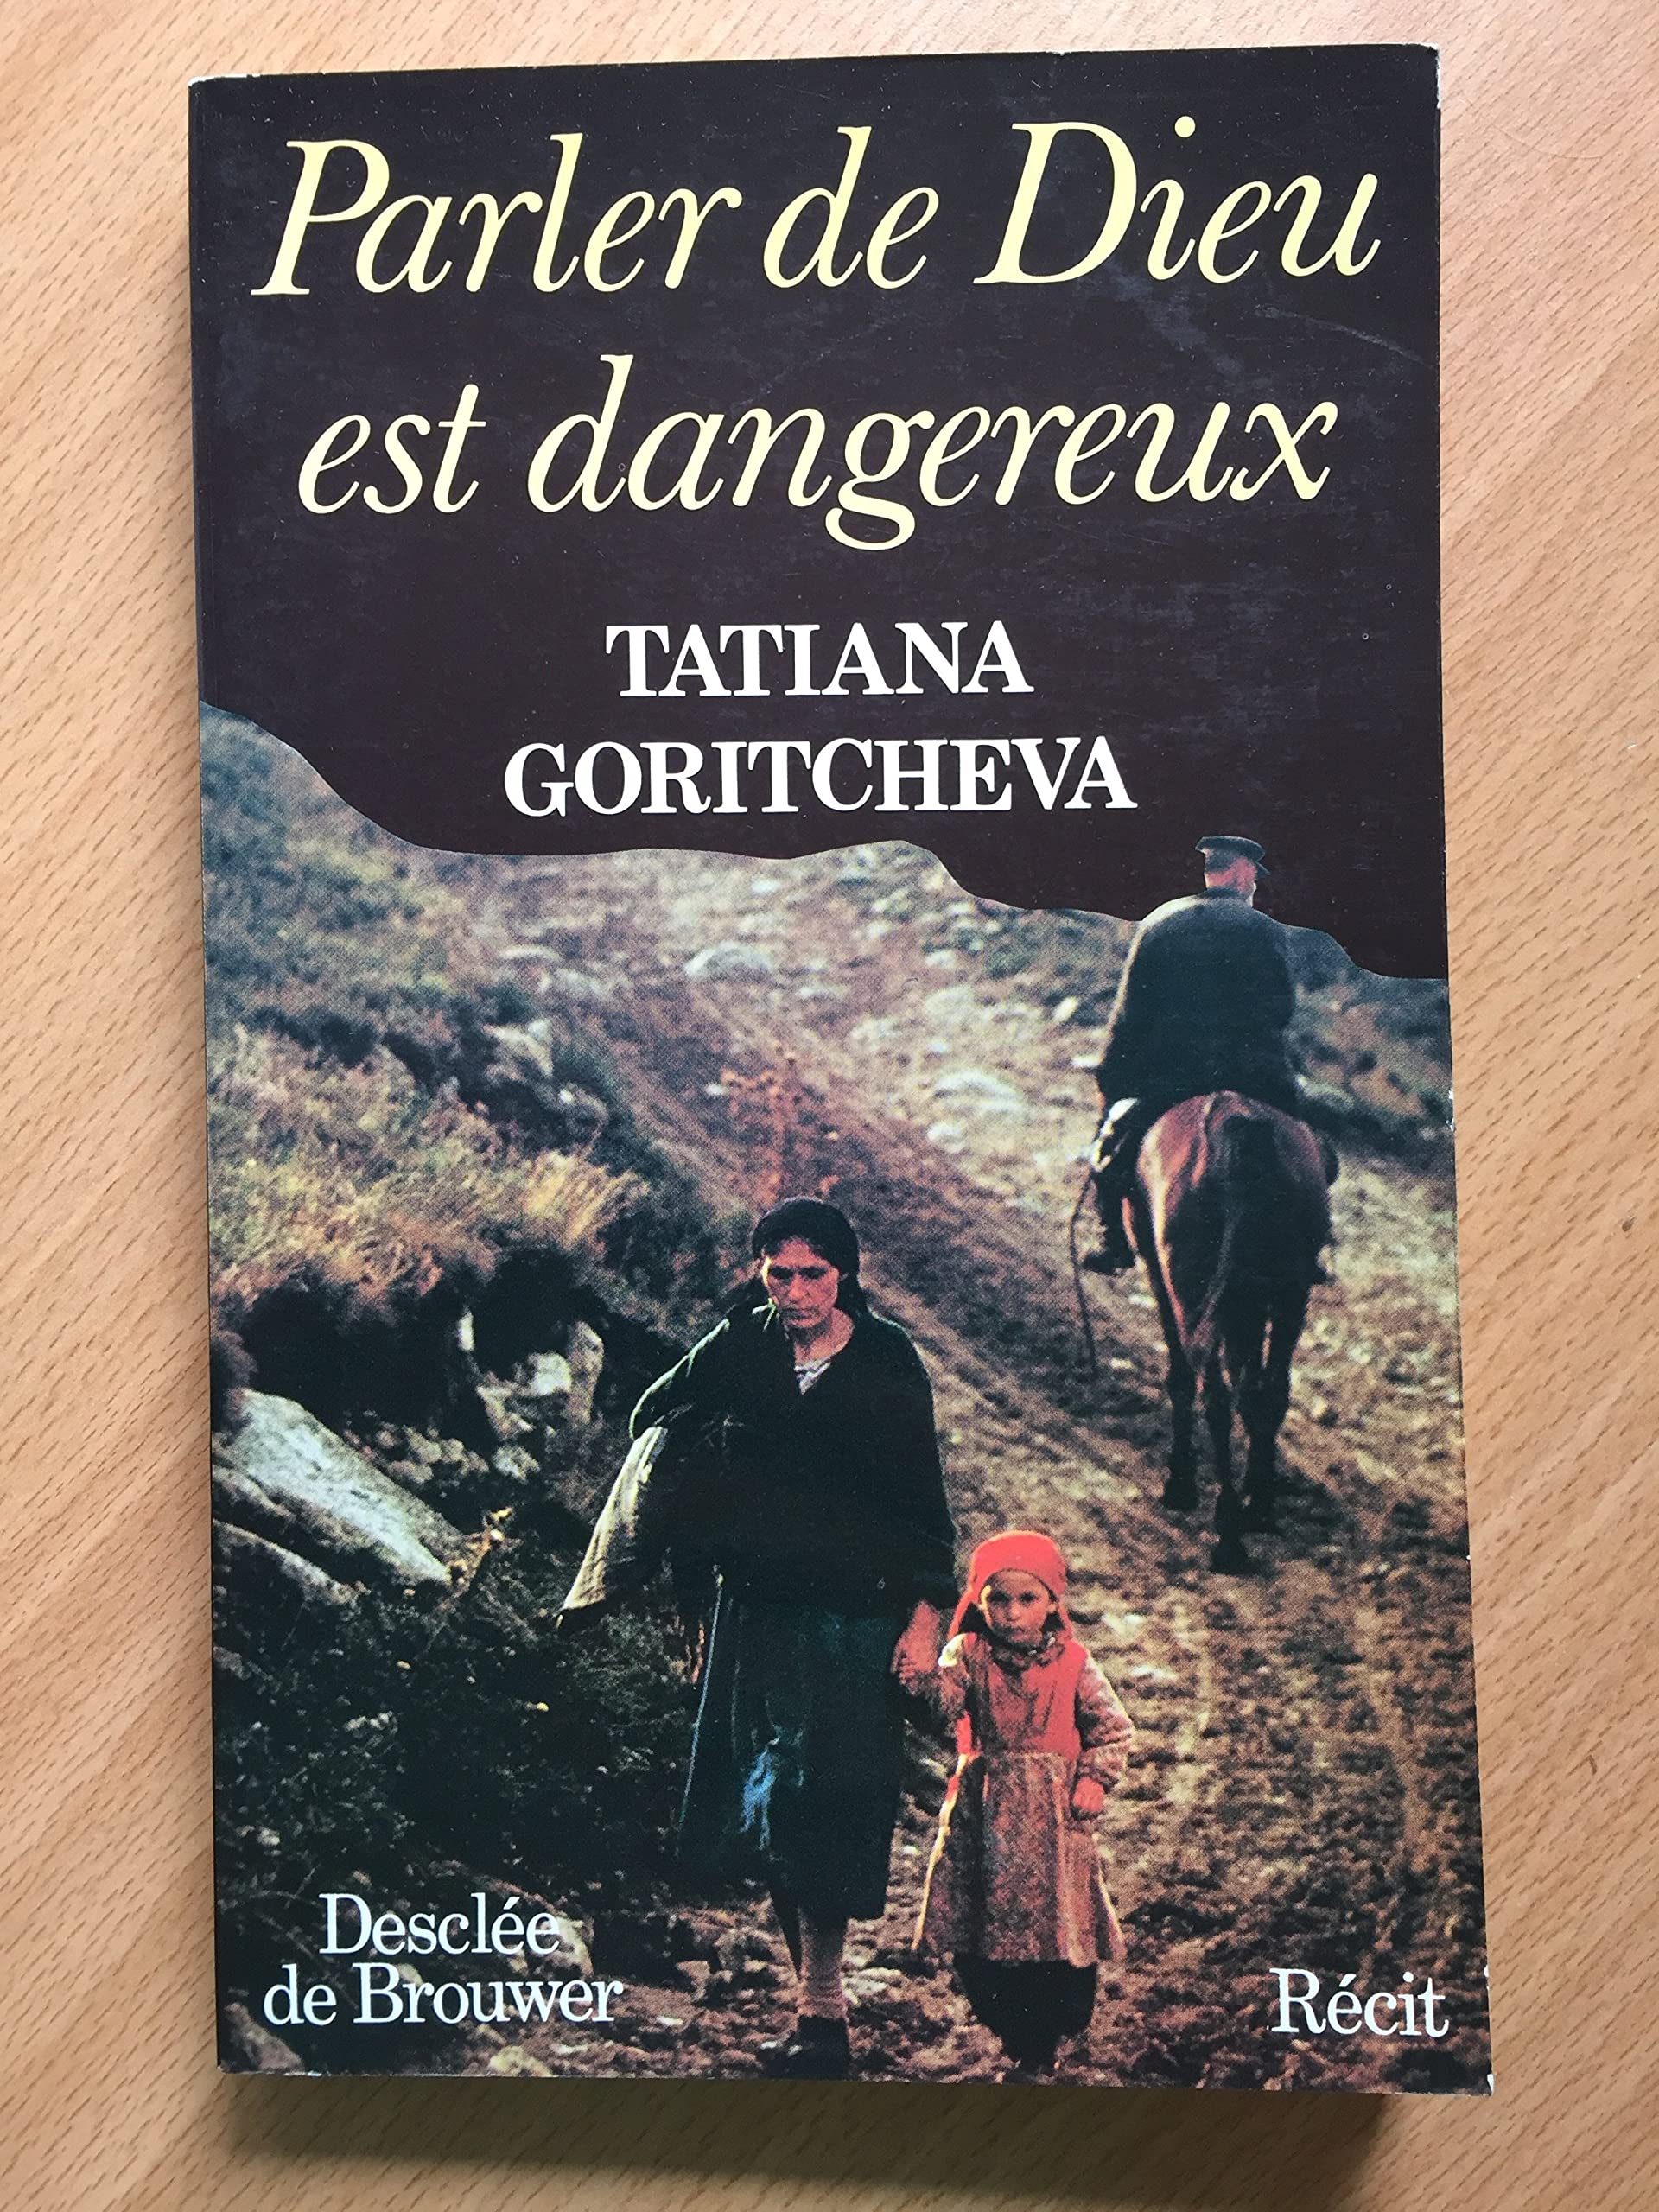 Parler de Dieu
est dangereux
TATIANA
GORITCHEVA
Desclée
de Brouwer
Récit